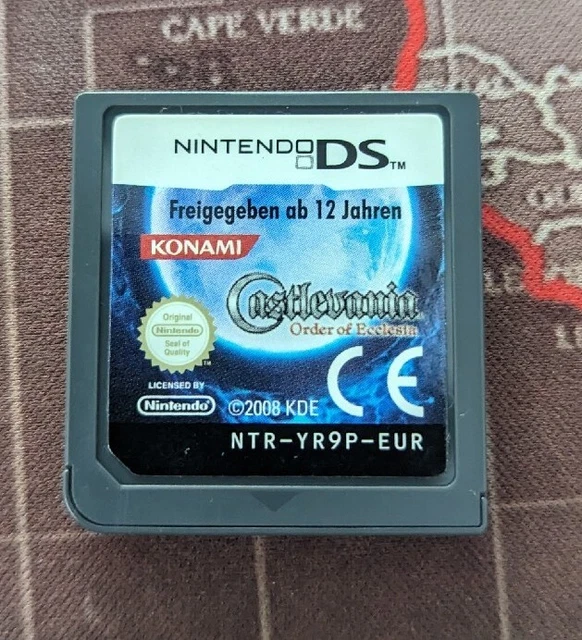 CAPE VERDE
NINTENDO DS™
Freigegeben ab 12 Jahren
KONAMI
Castlevania
Order of Ecclesia
Original
Nintendo
Seal of
Quality
TM
LICENSED BY
Nintendo
©2008 KDE
CE
NTR-YR9P-EUR